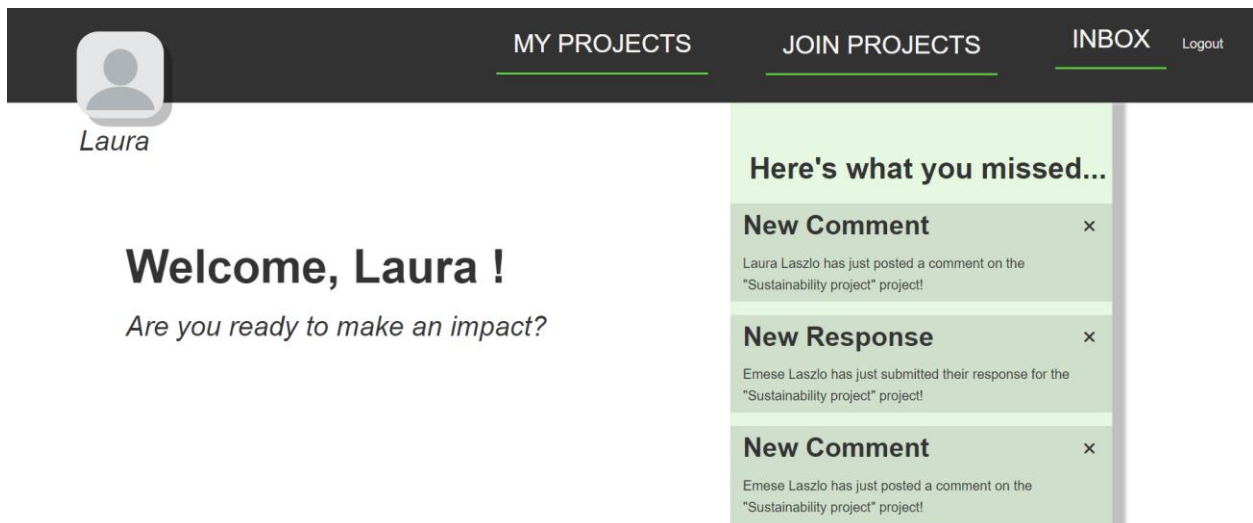 MY PROJECTS
JOIN PROJECTS
INBOX
Logout
Laura
Welcome, Laura !
Are you ready to make an impact?
Here's what you missed...
New Comment ×
Laura Laszlo has just posted a comment on the
"Sustainability project" project!
New Response ×
Emese Laszlo has just submitted their response for the
"Sustainability project" project!
New Comment ×
Emese Laszlo has just posted a comment on the
"Sustainability project" project!